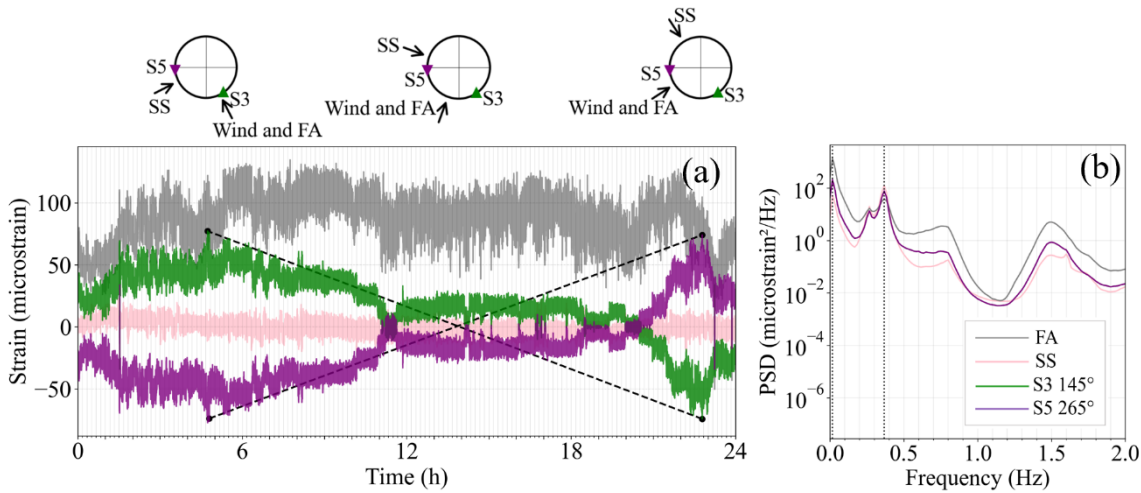 SS
SS
S5
S5
S5
SS
S3
S3
S3
Wind and FA
Wind and FA
Wind and FA
(a)
(b)
Strain (microstrain)
100
50
0
−50
0
6
12
18
24
Time (h)
PSD (microstrain²/Hz)
10²
10⁰
10⁻²
10⁻⁴
10⁻⁶
FA
SS
S3 145°
S5 265°
0.5
1.0
1.5
2.0
Frequency (Hz)